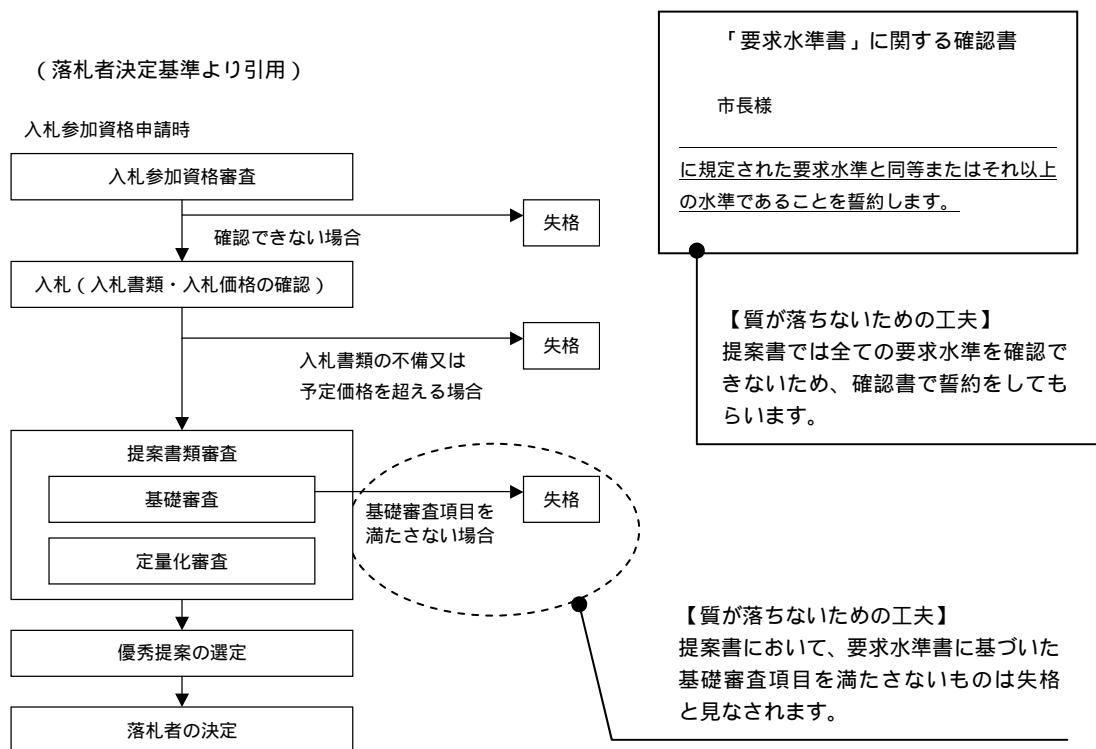 （落札者決定基準より引用）
入札参加資格申請時
入札参加資格審査
失格
確認できない場合
入札（入札書類・入札価格の確認）
失格
入札書類の不備又は
予定価格を超える場合
提案書類審査
基礎審査
失格
基礎審査項目を
満たさない場合
定量化審査
優秀提案の選定
落札者の決定
「要求水準書」に関する確認書
市長様
に規定された要求水準と同等またはそれ以上
の水準であることを誓約します。
【質が落ちないための工夫】
提案書では全ての要求水準を確認で
きないため、確認書で誓約をしても
らいます。
【質が落ちないための工夫】
提案書において、要求水準書に基づいた
基礎審査項目を満たさないものは失格
と見なされます。